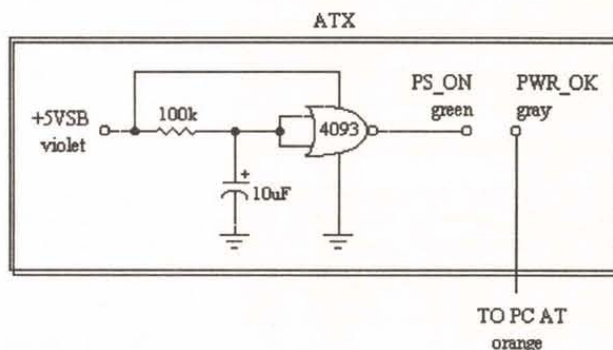 ATX
+5VSB
violet
100k
+
10uF
4093
PS_ON
green
PWR_OK
gray
TO PC AT
orange